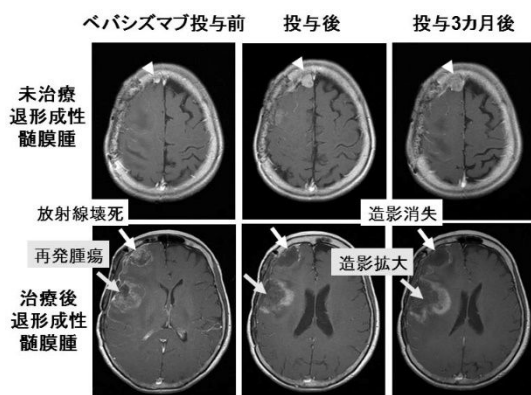 ベバシズマブ投与前
投与後
投与3カ月後
未治療
退形成性
髄膜腫
放射線壊死
造影消失
再発腫瘍
造影拡大
治療後
退形成性
髄膜腫